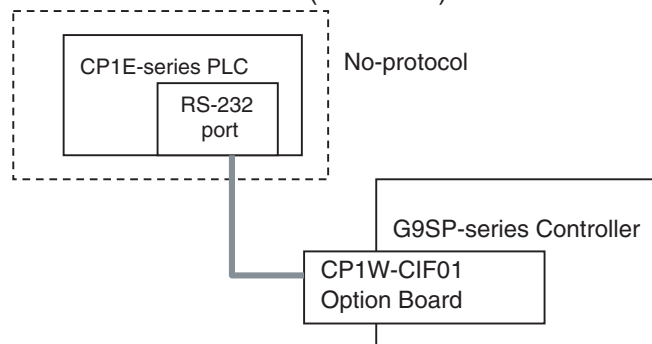 CP1E-series PLC
No-protocol
RS-232
port
G9SP-series Controller
CP1W-CIF01
Option Board